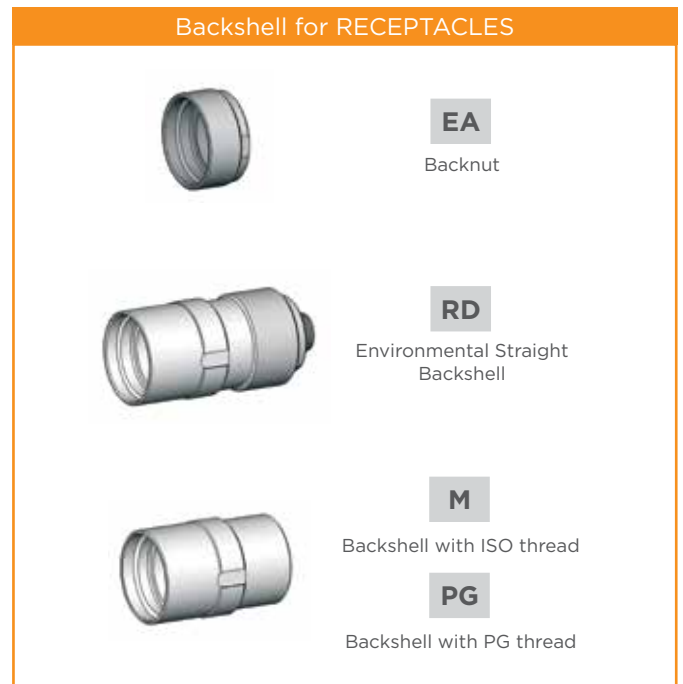 Backshell for RECEPTACLES
EA
Backnut
RD
Environmental Straight
Backshell
M
Backshell with ISO thread
PG
Backshell with PG thread